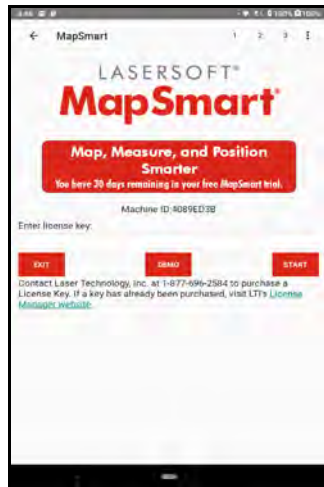 MapSmart 1 2 3
LASERSOFT®
MapSmart®
Map, Measure, and Position
Smarter
You have 30 days remaining in your free MapSmart trial.
Machine ID:4089ED3B
Enter license key:
EXIT DEMO START
Contact Laser Technology, Inc. at 1-877-696-2584 to purchase a
License Key. If a key has already been purchased, visit LTI's License
Manager website.